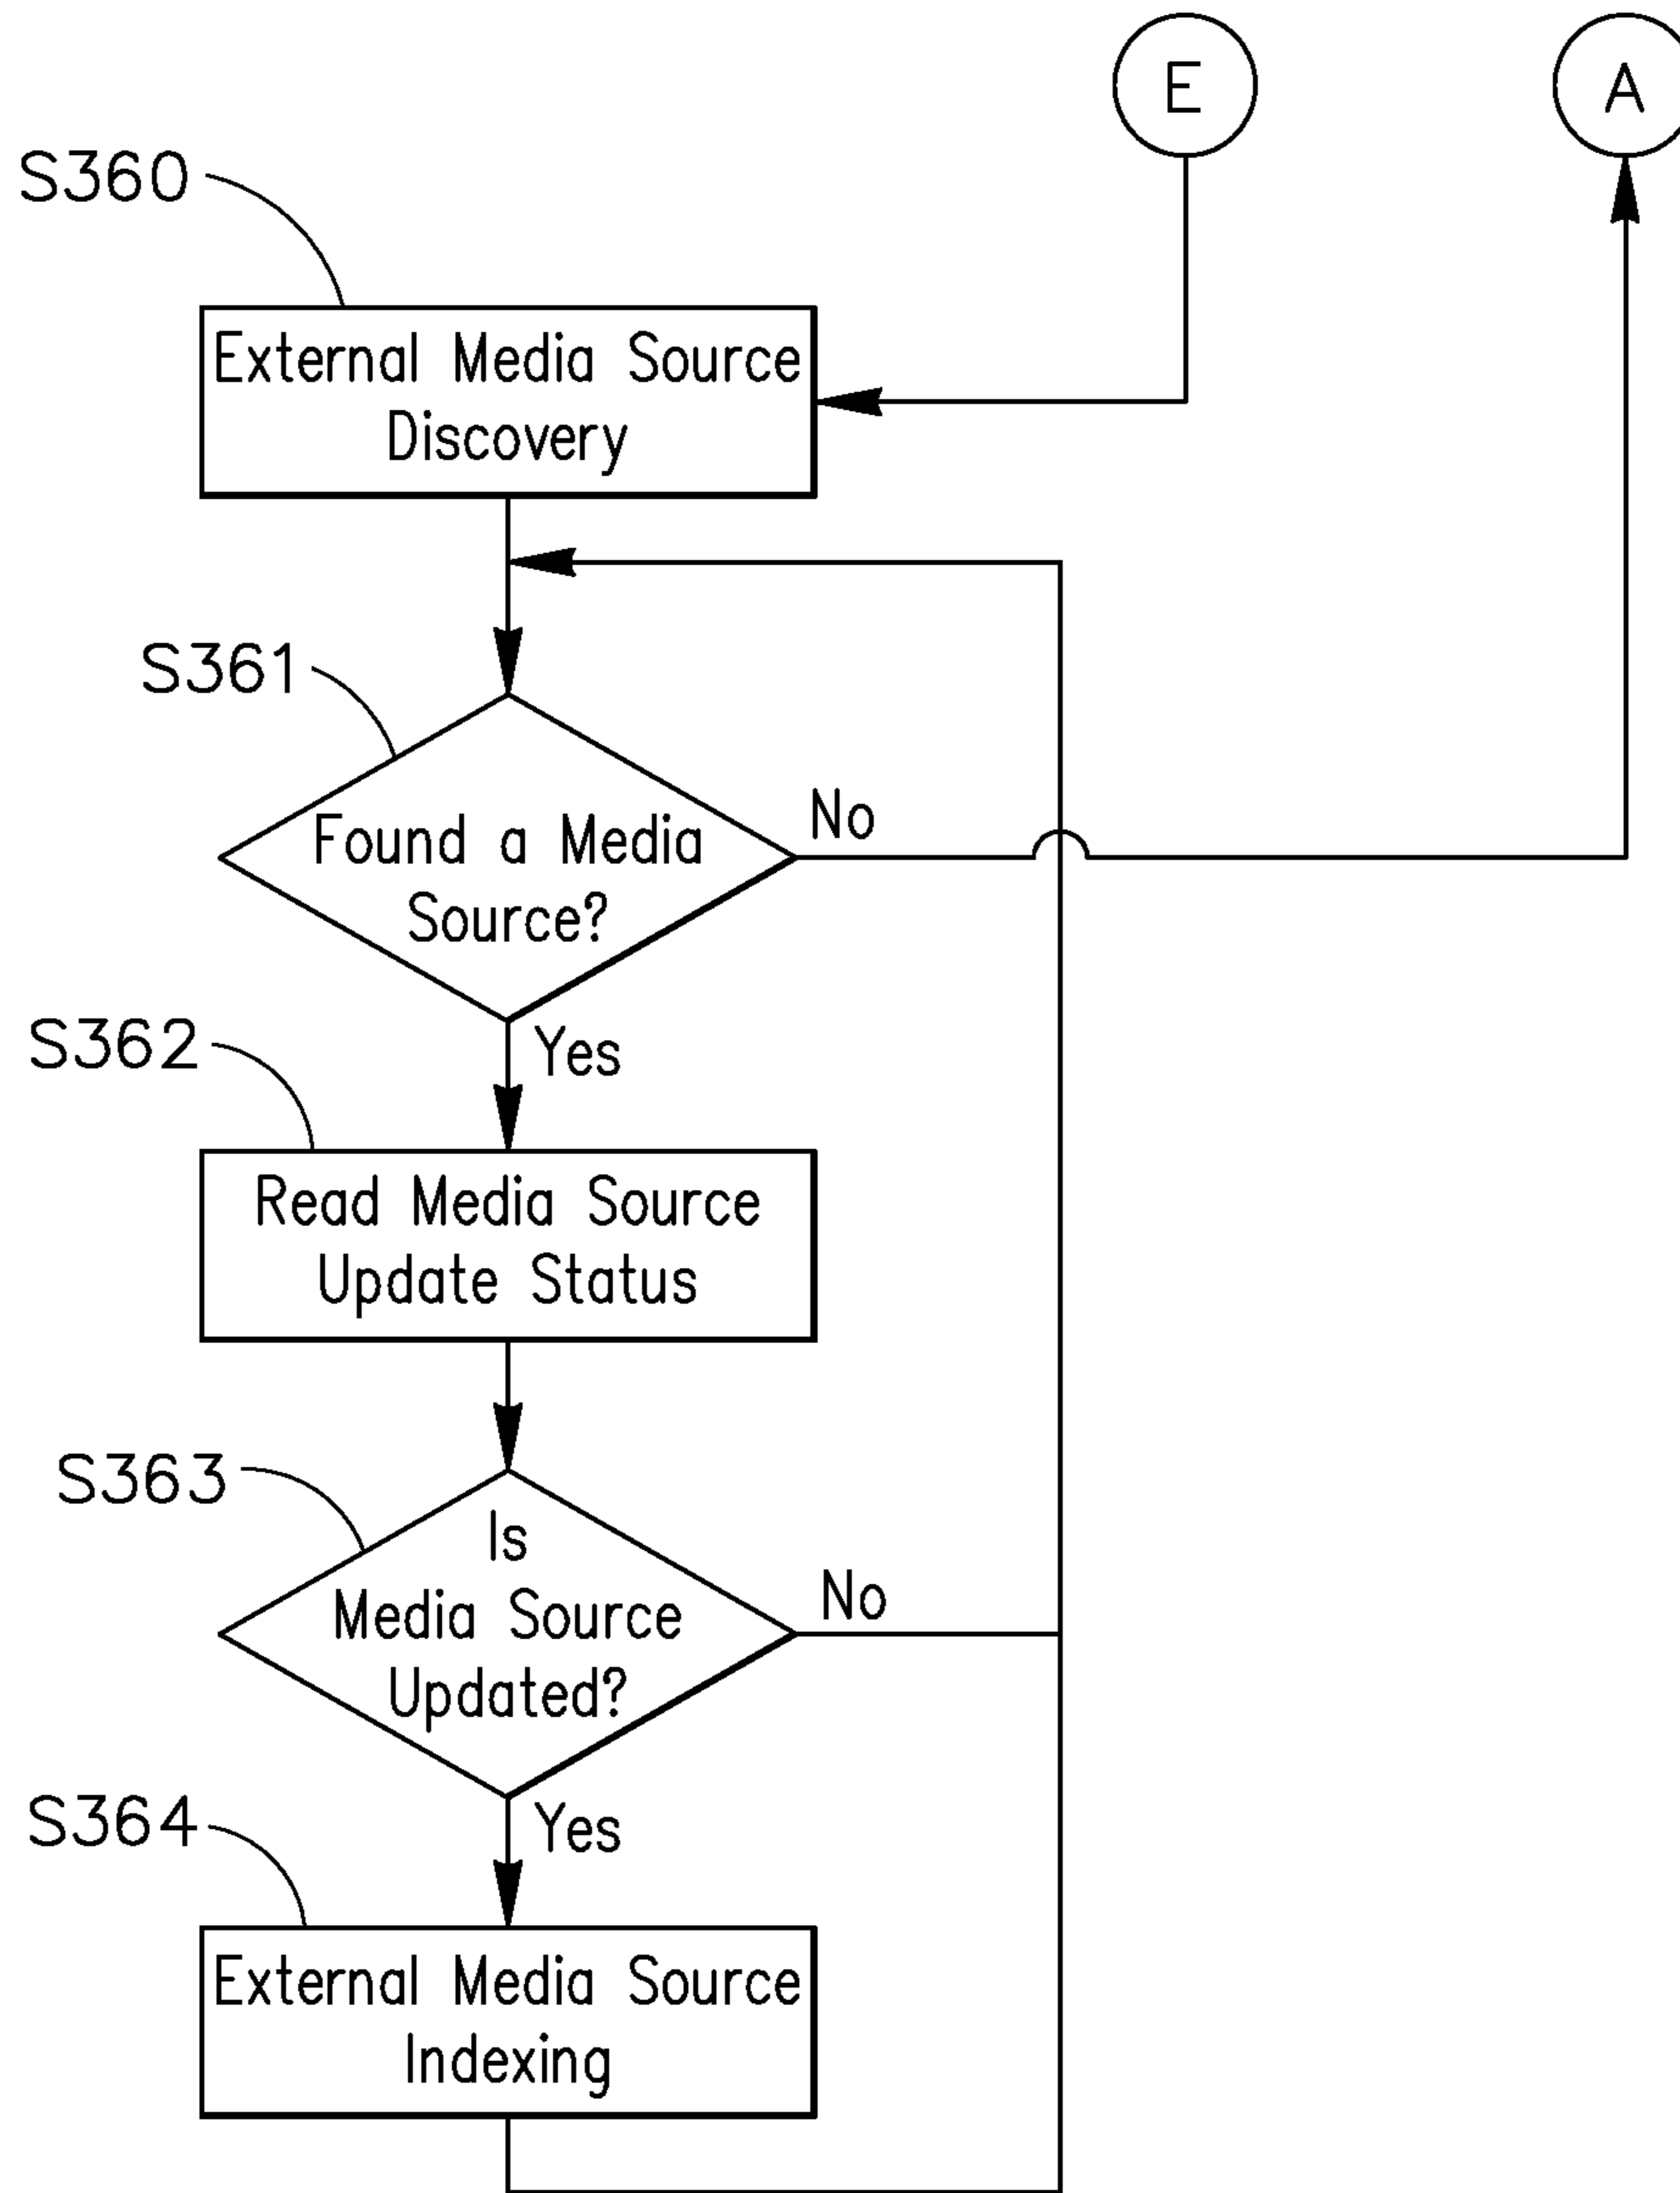 E
A
S360
External Media Source
Discovery
S361
No
Found a Media
Source?
S362
Yes
Read Media Source
Update Status
S363
Is
No
Media Source
Updated?
S364
Yes
External Media Source
Indexing